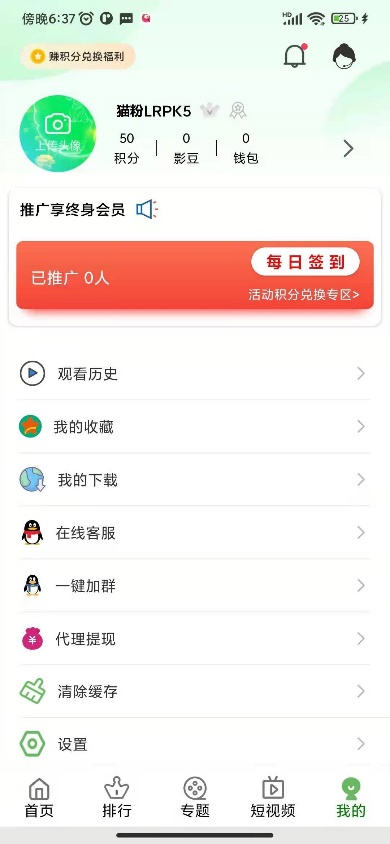 傍晚6:37
HD
25
赚积分兑换福利
猫粉LRPK5
上传头像
50
0
0
积分
影豆
钱包
推广享终身会员
已推广 0人
每日签到
活动积分兑换专区>
观看历史
我的收藏
我的下载
在线客服
一键加群
代理提现
清除缓存
设置
首页
排行
专题
短视频
我的